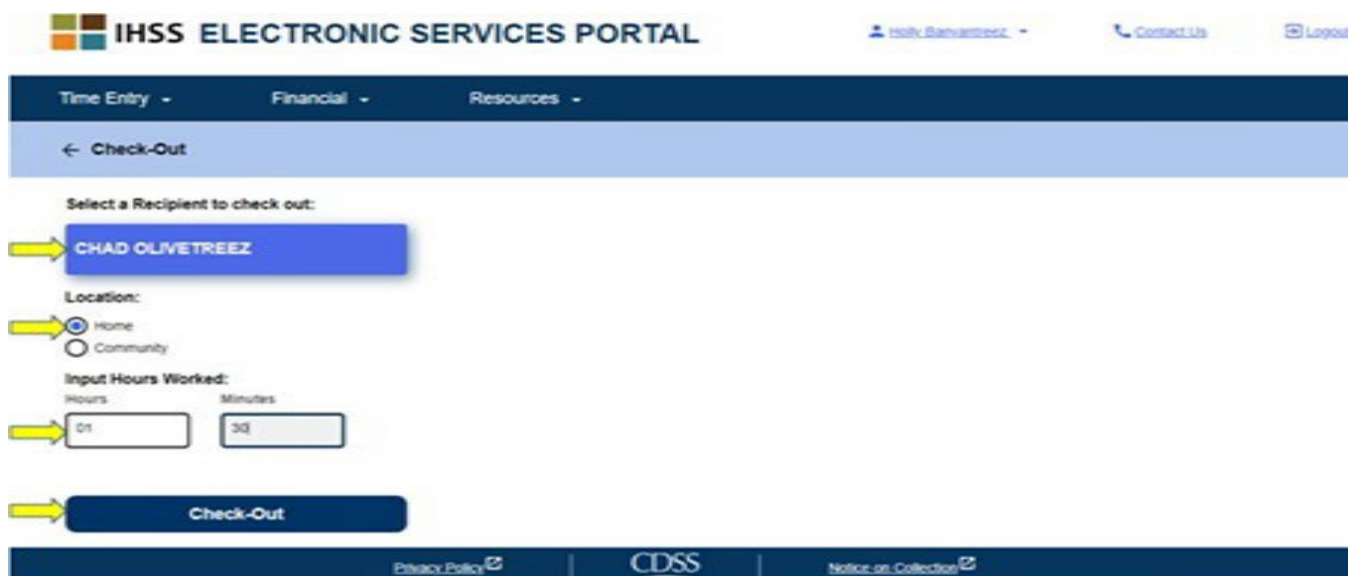 IHSS ELECTRONIC SERVICES PORTAL Holly Banyantreez Contact Us Logout
Time Entry Financial Resources
← Check-Out
Select a Recipient to check out:
CHAD OLIVETREEZ
Location:
Home
Community
Input Hours Worked:
Hours Minutes
01 30
Check-Out
Privacy Policy CDSS Notice on Collection